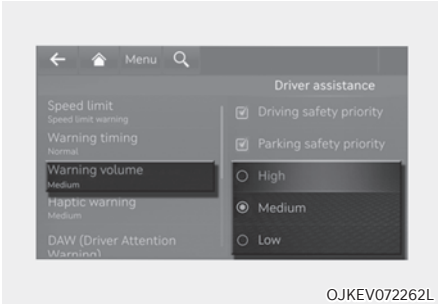 Menu
Driver assistance
Speed limit
Speed limit warning
Warning timing
Normal
Warning volume
Medium
Haptic warning
Medium
DAW (Driver Attention
Warning)
Driving safety priority
Parking safety priority
High
Medium
Low
OJKEV072262L